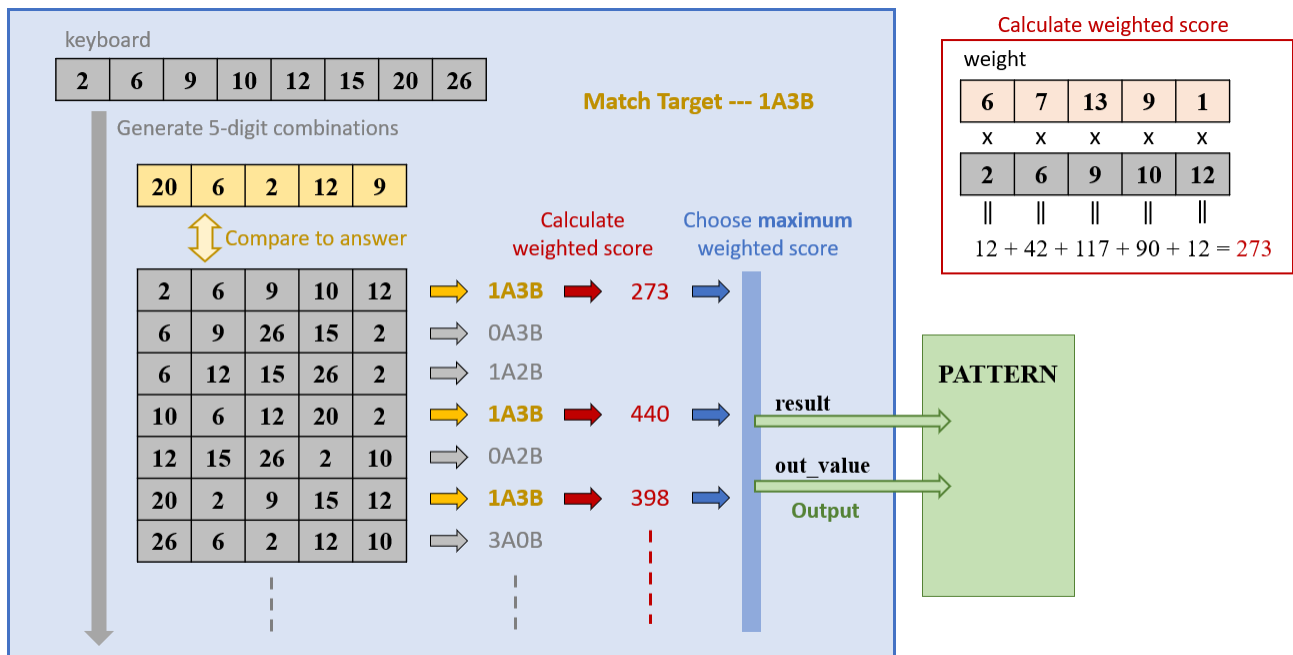 keyboard
2 6 9 10 12 15 20 26
Generate 5-digit combinations
Match Target --- 1A3B
20 6 2 12 9
Compare to answer
Calculate
weighted score
Choose maximum
weighted score
2 6 9 10 12 1A3B 273
6 9 26 15 2 0A3B
6 12 15 26 2 1A2B
10 6 12 20 2 1A3B 440
12 15 26 2 10 0A2B
20 2 9 15 12 1A3B 398
26 6 2 12 10 3A0B
result
out_value
Output
PATTERN
Calculate weighted score
weight
6 7 13 9 1
x x x x x
2 6 9 10 12
|| || || || ||
12 + 42 + 117 + 90 + 12 = 273